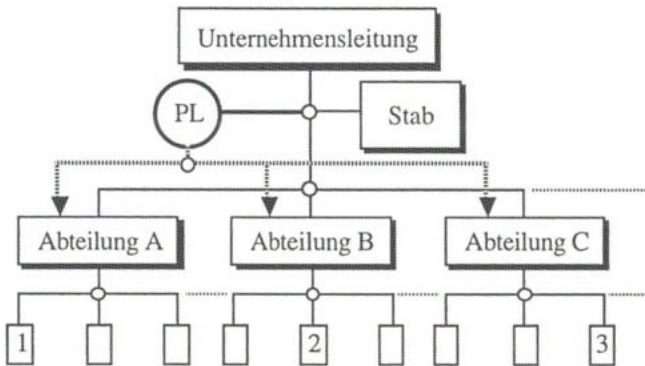 Unternehmensleitung
PL
Stab
Abteilung A
Abteilung B
Abteilung C
1
2
3